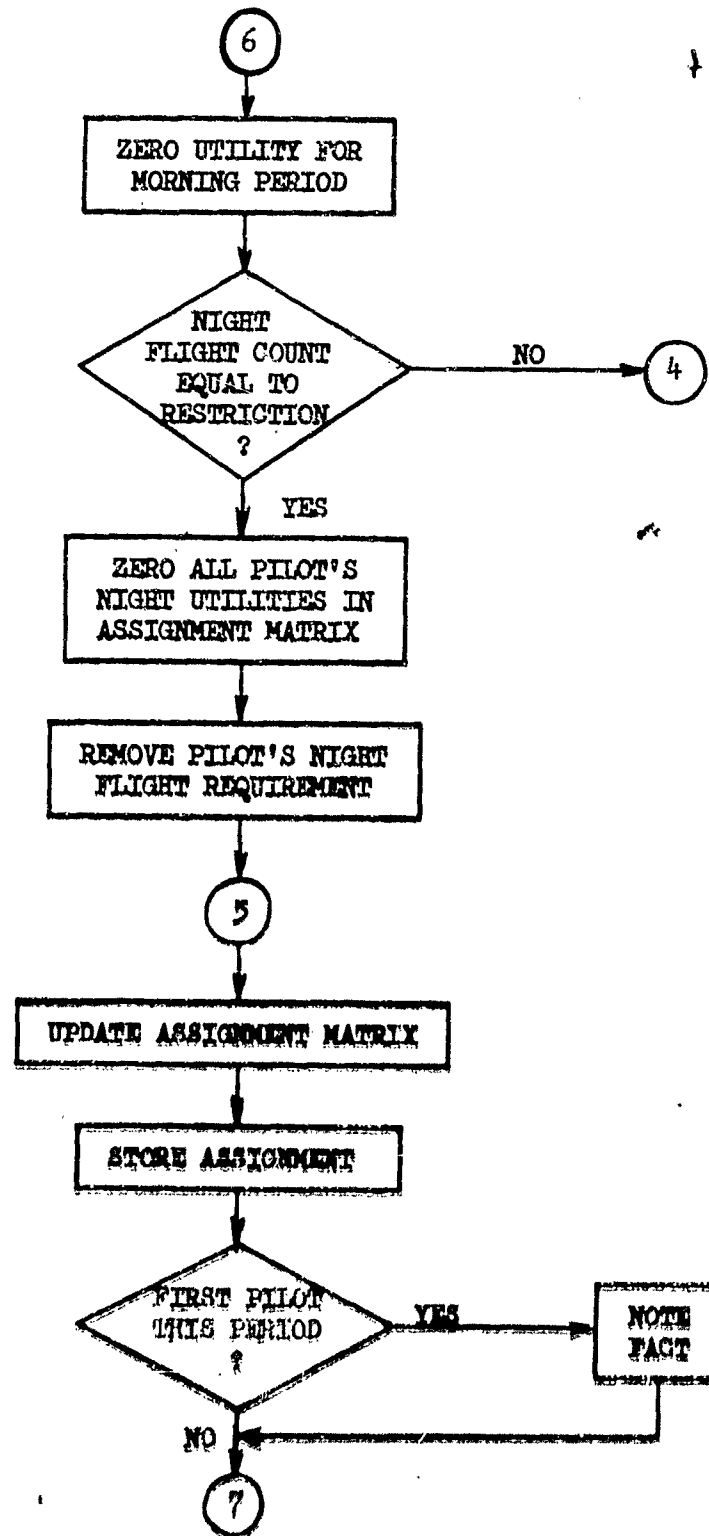 6
ZERO UTILITY FOR
MORNING PERIOD
NIGHT
FLIGHT COUNT
EQUAL TO
RESTRICTION
?
NO
4
YES
ZERO ALL PILOT'S
NIGHT UTILITIES IN
ASSIGNMENT MATRIX
REMOVE PILOT'S NIGHT
FLIGHT REQUIREMENT
5
UPDATE ASSIGNMENT MATRIX
STORE ASSIGNMENT
FIRST PILOT
THIS PERIOD
?
YES
NOTE
FACT
NO
7